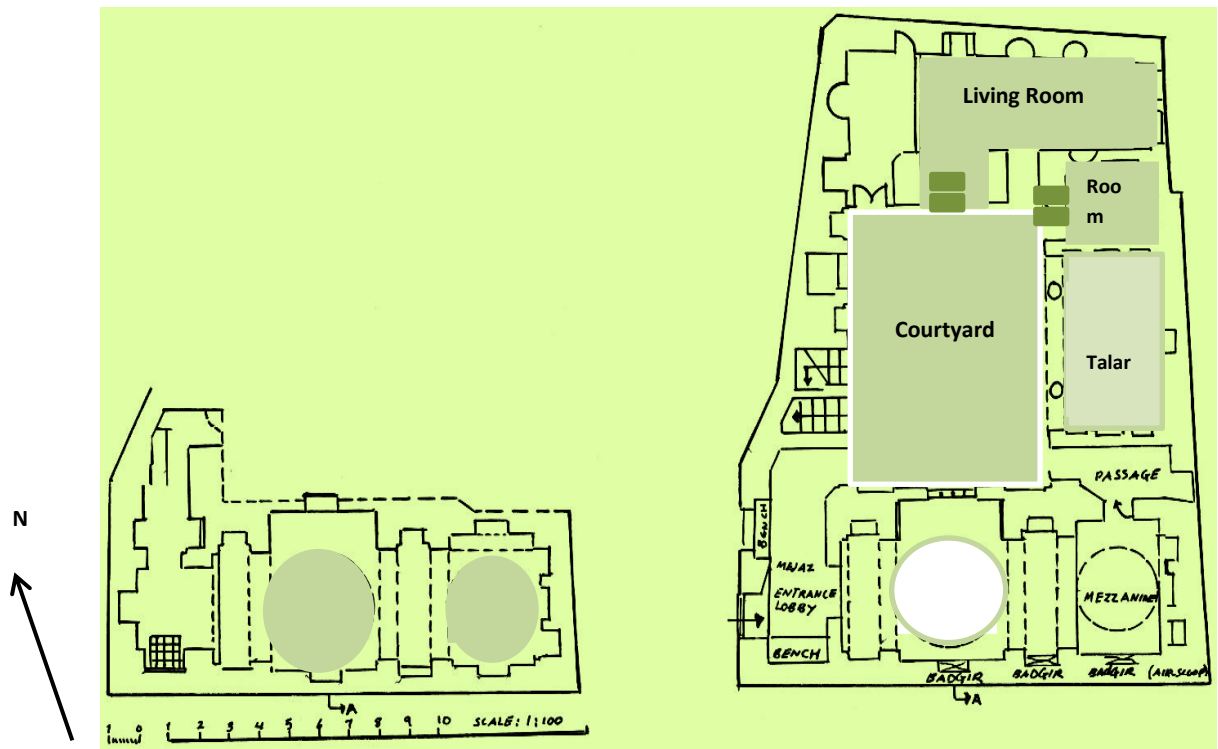 Living Room
Roo
m
Courtyard
Talar
PASSAGE
BENCH
MEJAZ
ENTRANCE
LOBBY
BENCH
MEZZANINE
BADGIR
BADGIR
BADGIR
(AIRSCOOP)
A
N
A
1 0 1 2 3 4 5 6 7 8 9 10
SCALE: 1:100